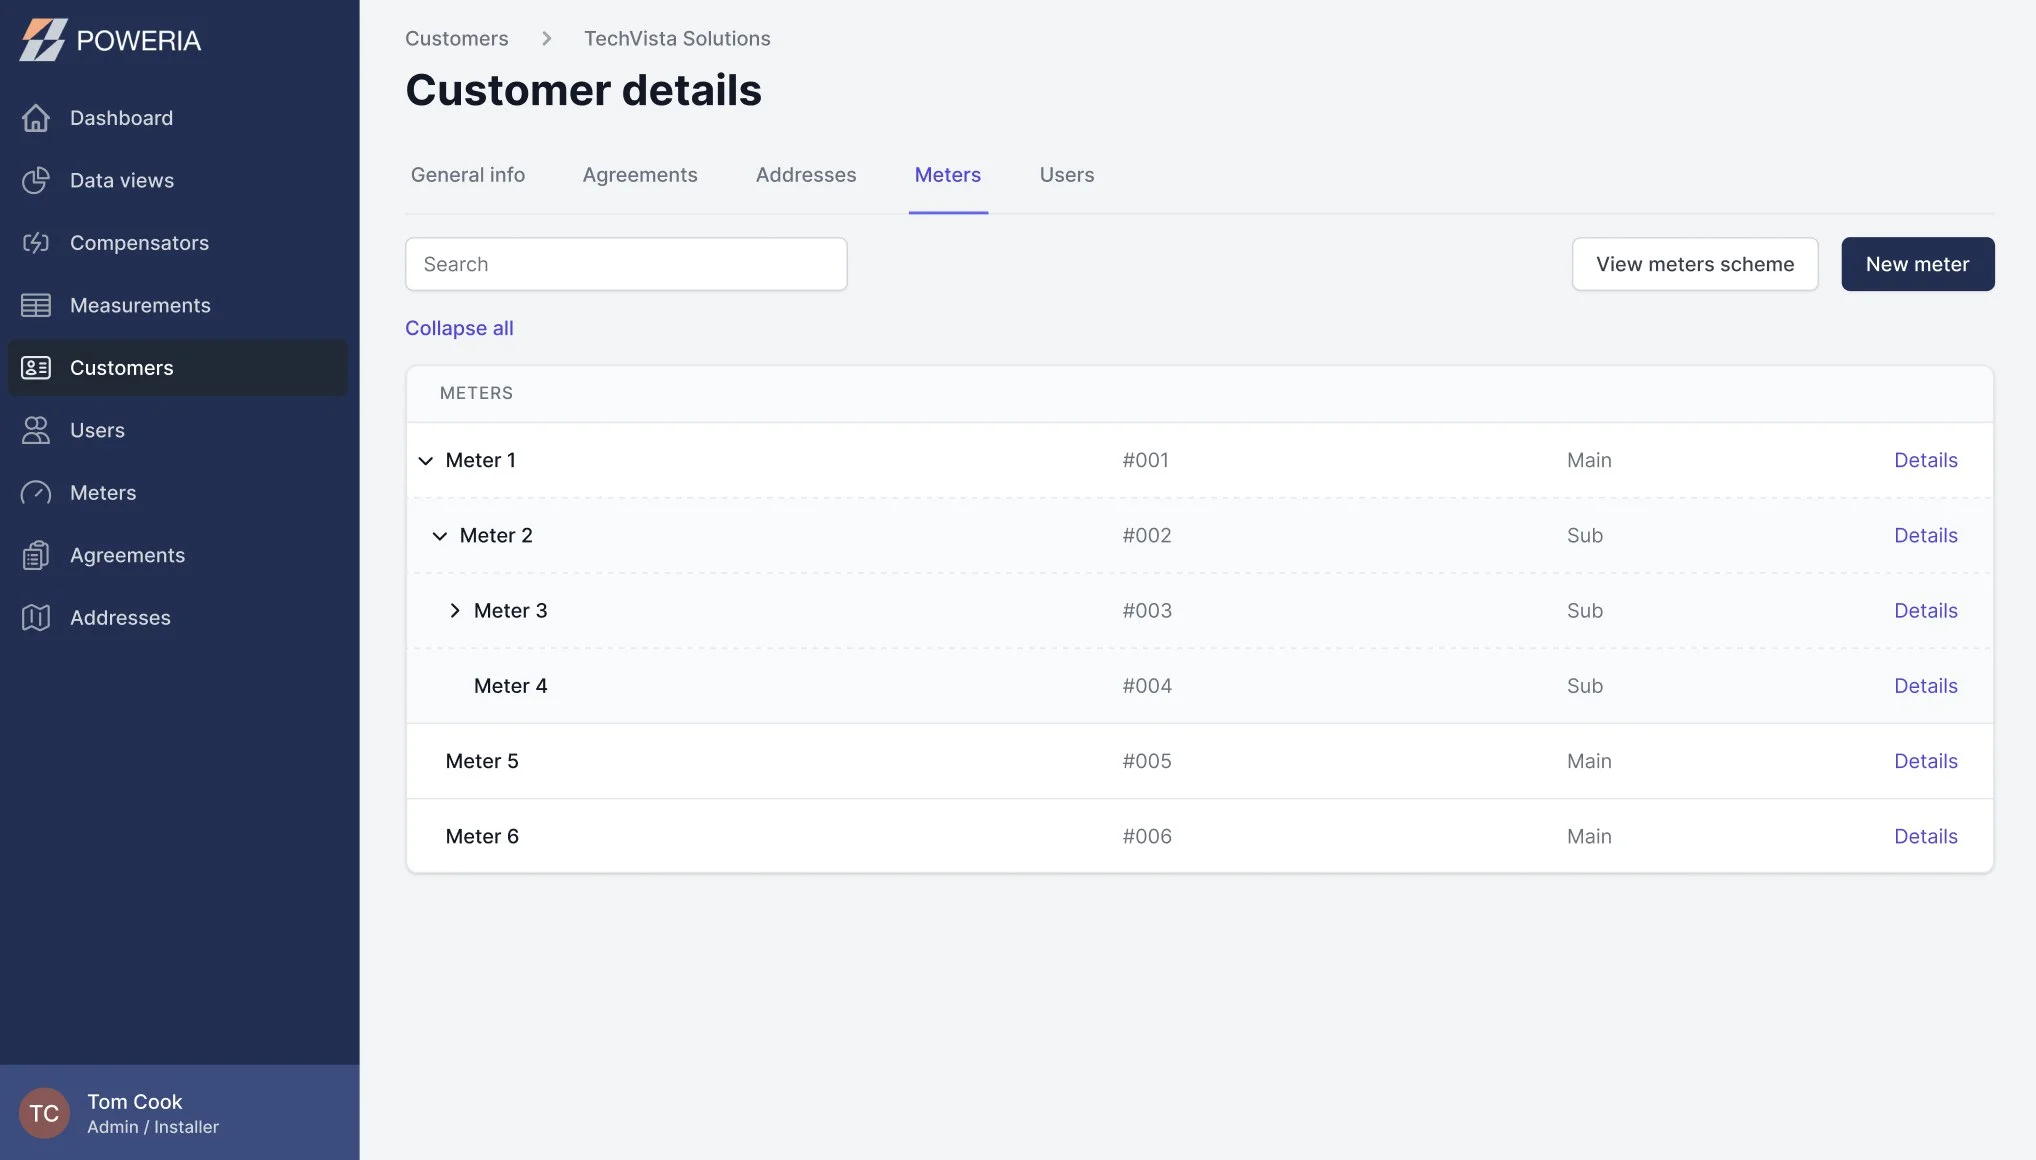 POWERIA
Dashboard
Data views
Compensators
Measurements
Customers
Users
Meters
Agreements
Addresses
TC
Tom Cook
Admin / Installer
Customers TechVista Solutions
Customer details
General info Agreements Addresses Meters Users
Search View meters scheme New meter
Collapse all
METERS
Meter 1 #001 Main Details
Meter 2 #002 Sub Details
Meter 3 #003 Sub Details
Meter 4 #004 Sub Details
Meter 5 #005 Main Details
Meter 6 #006 Main Details